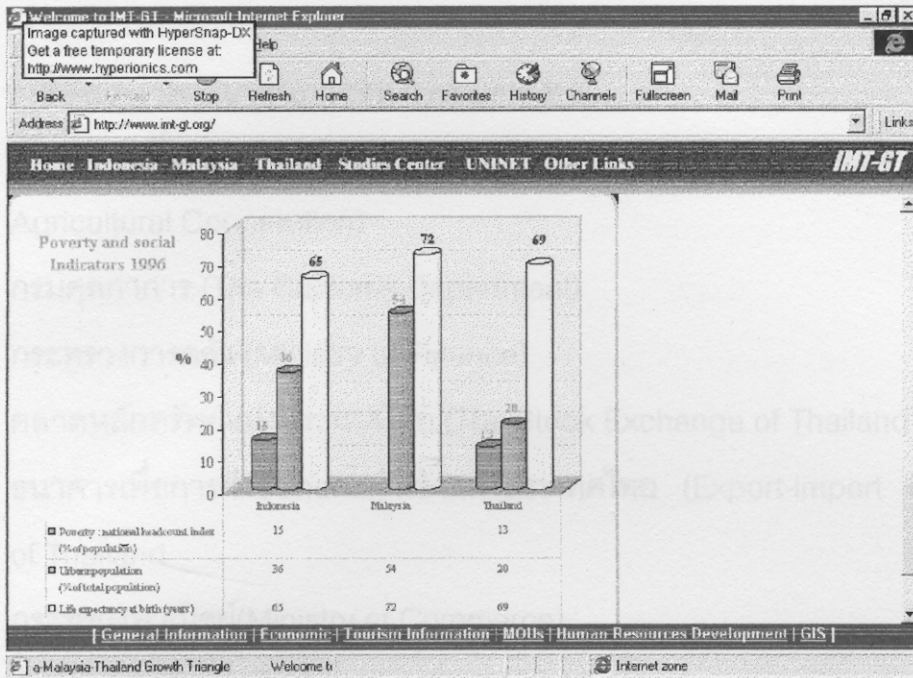 Welcome to IMT-GT - Microsoft Internet Explorer
Image captured with HyperSnap-DX
Get a free temporary license at:
http://www.hyperionics.com
Help
Back Stop Refresh Home Search Favorites History Channels Fullscreen Mail Print
Address http://www.imt-gt.org/ Links
Home Indonesia Malaysia Thailand Studies Center UNINET Other Links IMT-GT
Poverty and social
Indicators 1996
%
80
70
60
50
40
30
20
10
0
15 36 65
54 72
13 20 69
Indonesia Malaysia Thailand
Poverty : national headcount index 15 13
(% of population)
Urban population 36 54 20
(% of total population)
Life expectancy at birth (years) 65 72 69
| General Information | Economic | Tourism Information | MOUs | Human Resources Development | GIS |
a-Malaysia-Thailand Growth Triangle Welcome t Internet zone
Exchange of Thailand
(Export-Import
(Ministry of Commerce)